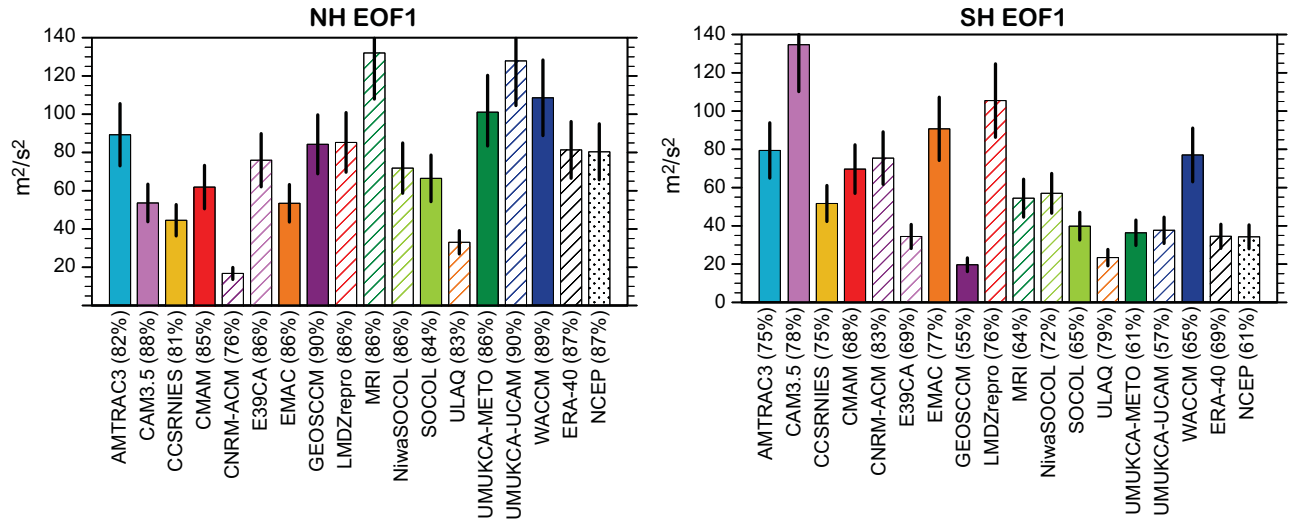 NH EOF1
m²/s²
140
120
100
80
60
40
20
AMTRAC3 (82%)
CAM3.5 (88%)
CCSRNIES (81%)
CMAM (85%)
CNRM-ACM (76%)
E39CA (86%)
EMAC (86%)
GEOSCCM (90%)
LMDZrepro (86%)
MRI (86%)
NiwaSOCOL (86%)
SOCOL (84%)
ULAQ (83%)
UMUKCA-METO (86%)
UMUKCA-UCAM (90%)
WACCM (89%)
ERA-40 (87%)
NCEP (87%)
SH EOF1
m²/s²
140
120
100
80
60
40
20
0
AMTRAC3 (75%)
CAM3.5 (78%)
CCSRNIES (75%)
CMAM (68%)
CNRM-ACM (83%)
E39CA (69%)
EMAC (77%)
GEOSCCM (55%)
LMDZrepro (76%)
MRI (64%)
NiwaSOCOL (72%)
SOCOL (65%)
ULAQ (79%)
UMUKCA-METO (61%)
UMUKCA-UCAM (57%)
WACCM (65%)
ERA-40 (69%)
NCEP (61%)